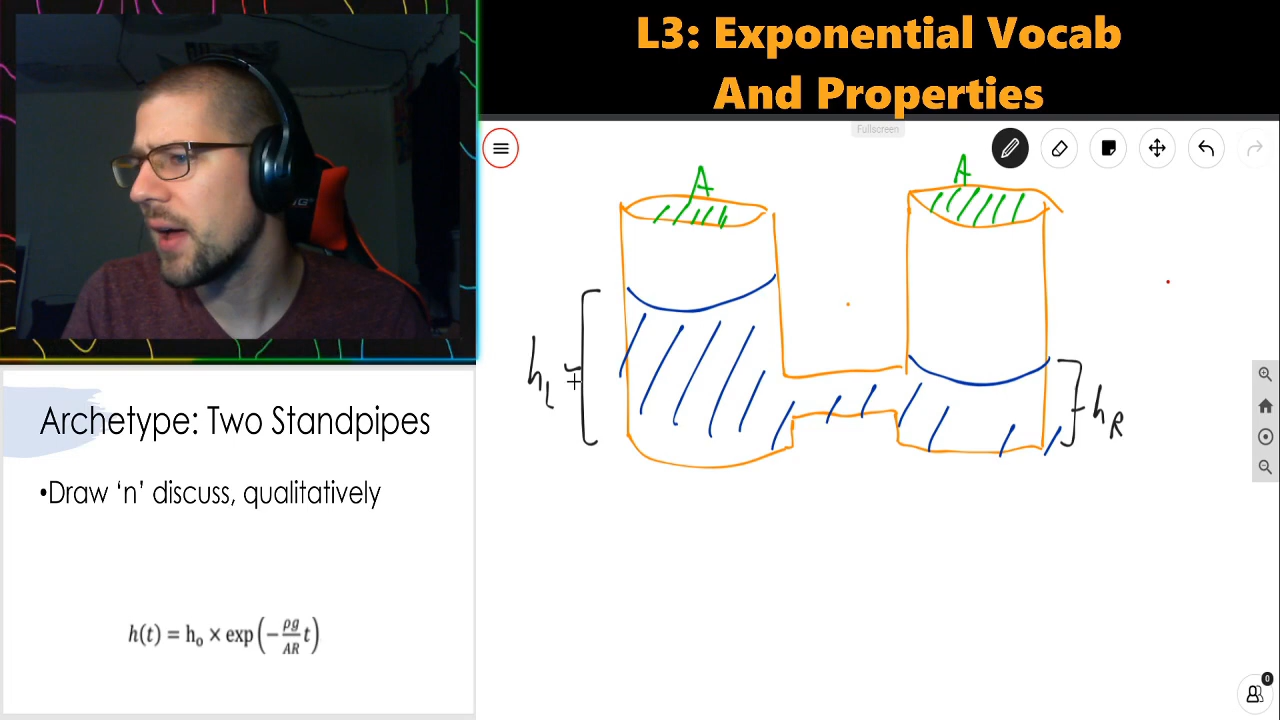 L3: Exponential Vocab
And Properties
Fullscreen
A
A
h_L
h_R
0
Archetype: Two Standpipes
•Draw ‘n’ discuss, qualitatively
h(t) = h₀ × exp(−ρg/AR t)